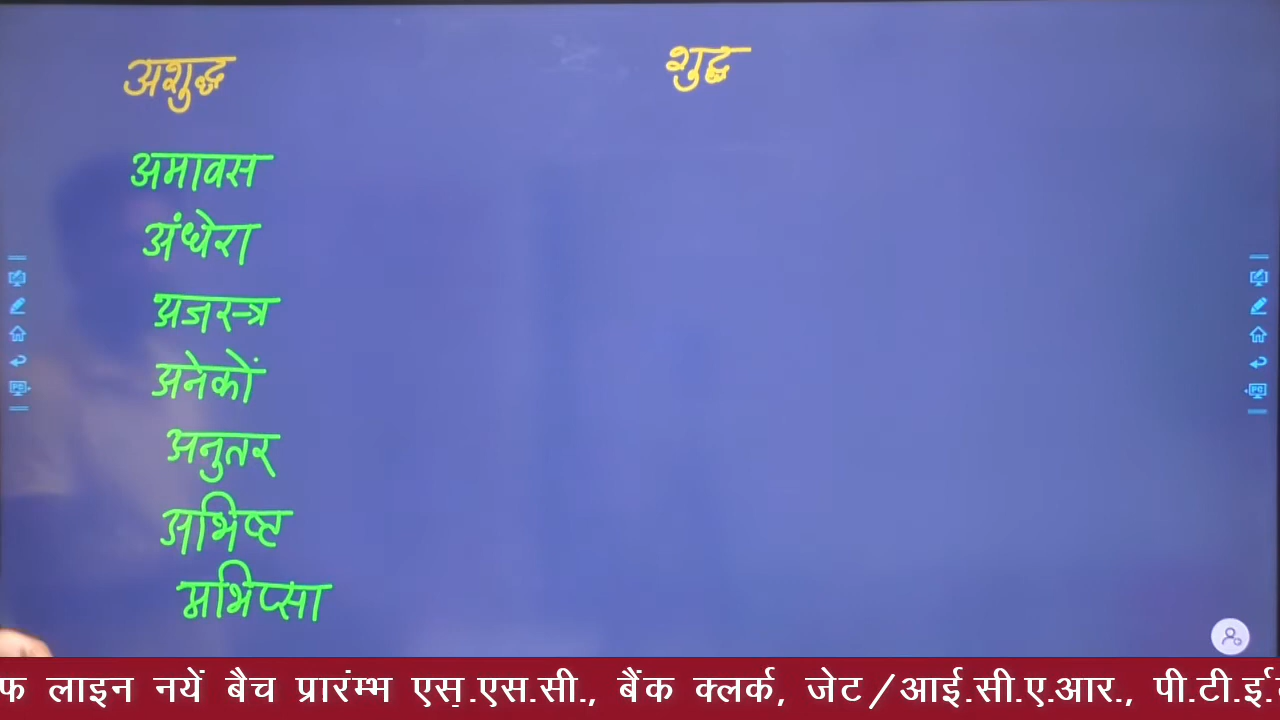 अशुद्ध शुद्ध
अमावस
अंधेरा
अजस्त्र
अनेकों
अनुतर
अभिष्ट
अभिप्सा
फ लाइन नयें बैच प्रारंम्भ एस.एस.सी., बैंक क्लर्क, जेट/आई.सी.ए.आर., पी.टी.ई.